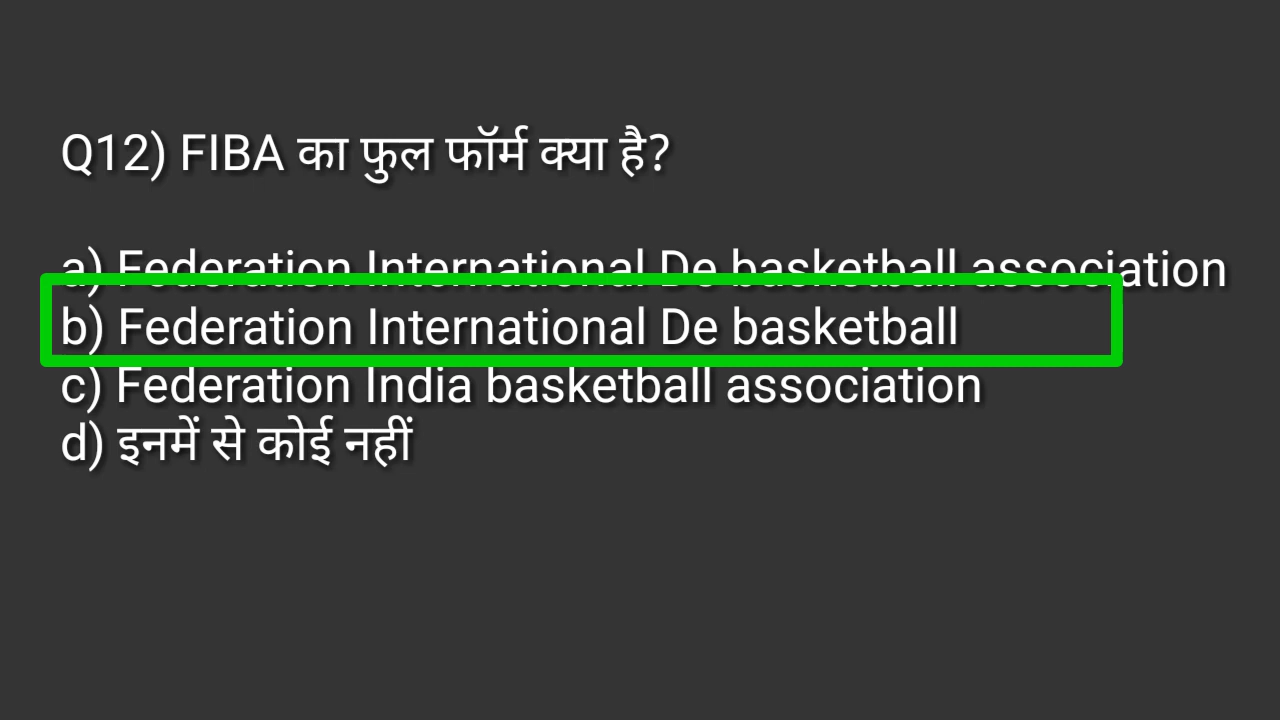 Q12) FIBA का फुल फॉर्म क्या है?
a) Federation International De basketball association
b) Federation International De basketball
c) Federation India basketball association
d) इनमें से कोई नहीं